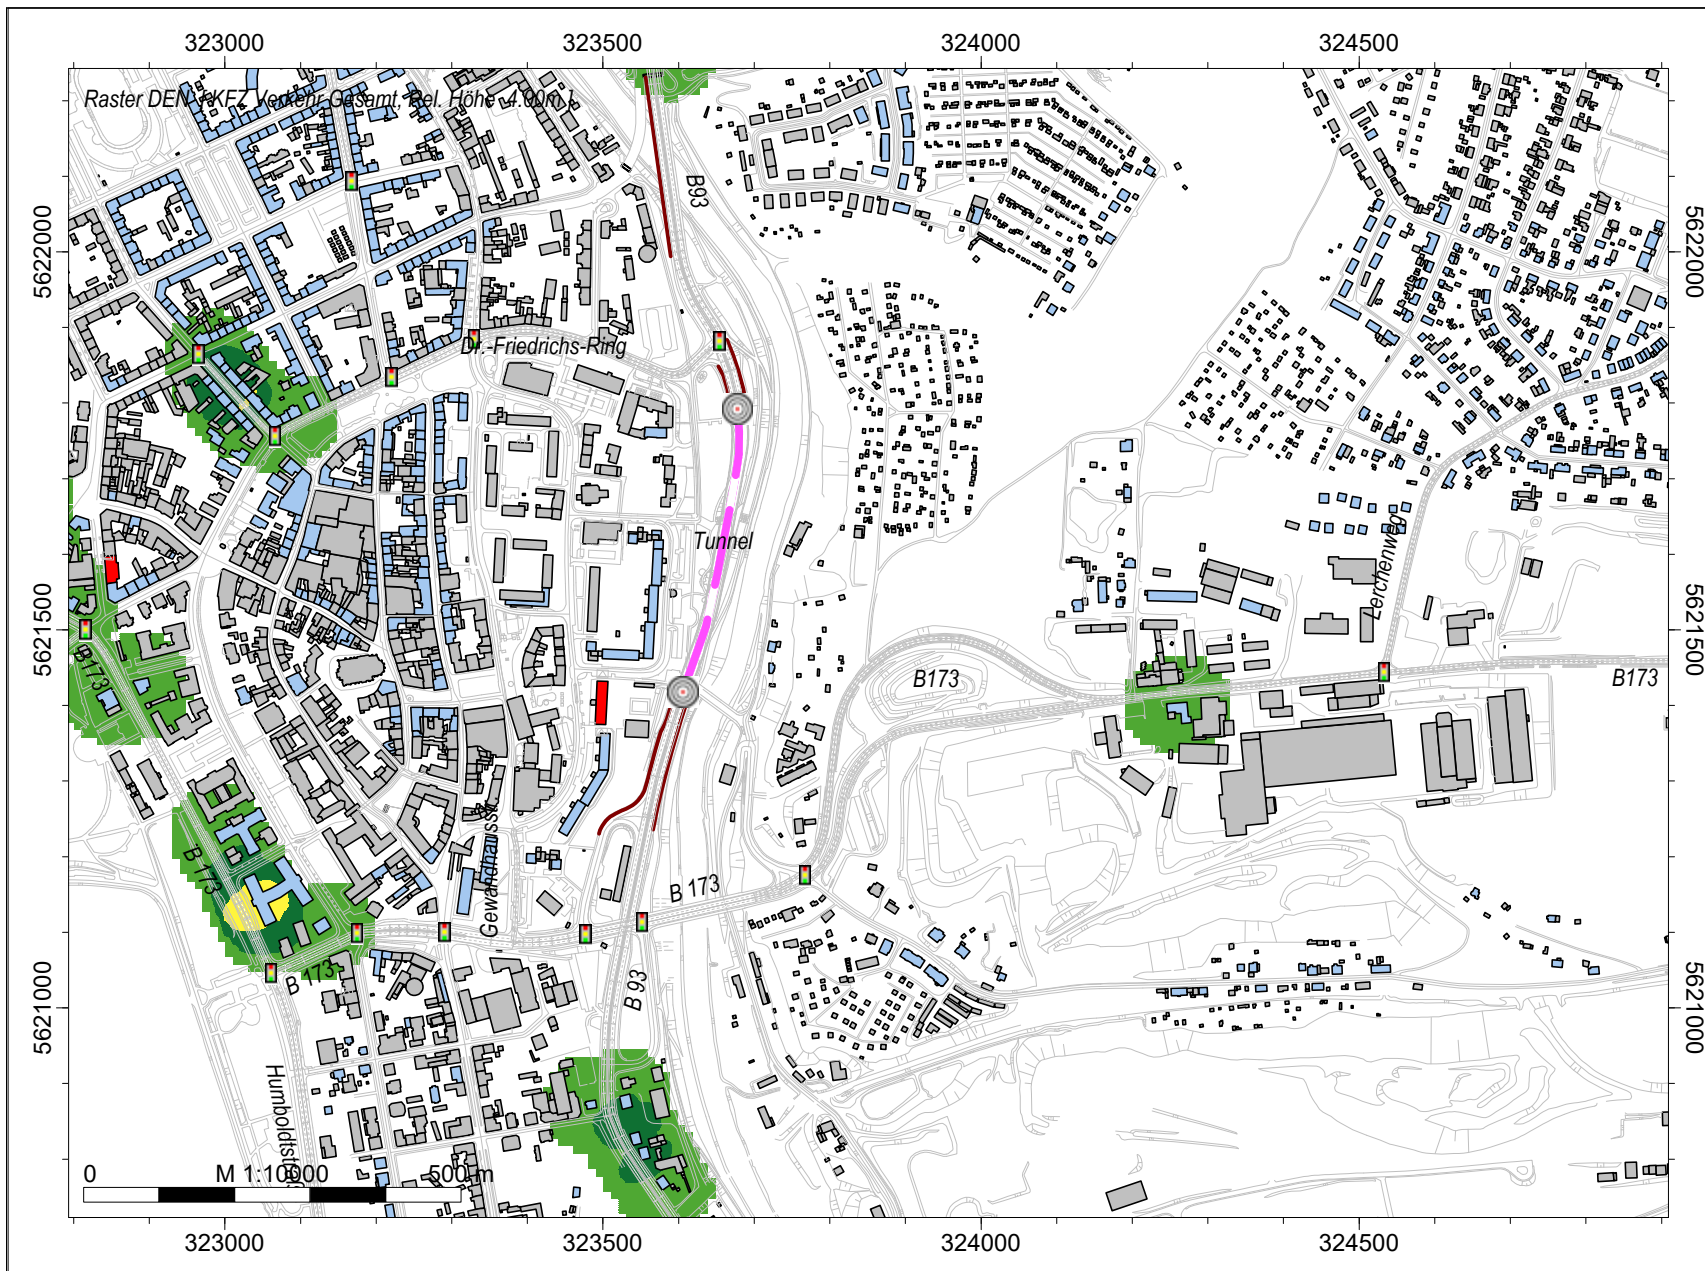 323000 323500 324000 324500
Raster DEN : KFZ Verkehr Gesamt; Rel. Höhe 4.00m
B93
5622000 5622000
Dr.-Friedrichs-Ring
Tunnel
Lerchenweg
5621500 5621500
B173
B173
B173
Gewandhausstr.
B 173
B 173
B 173
B 93
5621000 5621000
Humboldtstraße
0 M 1:10000 500 m
323000 323500 324000 324500